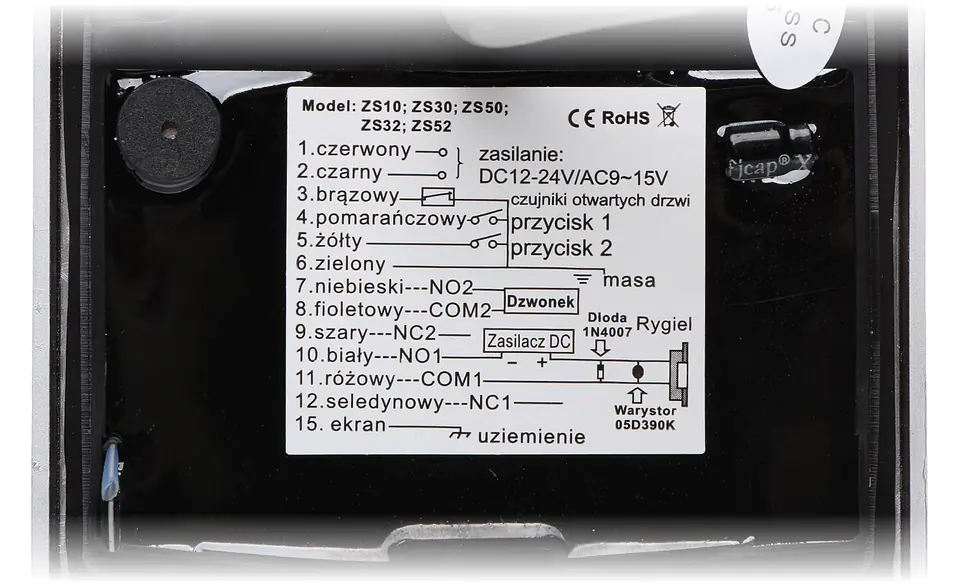 C
SS
S
Model: ZS10; ZS30; ZS50;
ZS32; ZS52
CE RoHS
1.czerwony
2.czarny
zasilanie:
DC12-24V/AC9~15V
3.brązowy
czujniki otwartych drzwi
4.pomarańczowy
przycisk 1
5.żółty
przycisk 2
6.zielony
masa
7.niebieski---NO2
8.fioletowy---COM2
Dzwonek
9.szary---NC2
Zasilacz DC
- +
Dloda
1N4007
Rygiel
10.biały---NO1
11.różowy---COM1
12.seledynowy---NC1
Warystor
05D390K
15. ekran
uziemienie
jcap® X